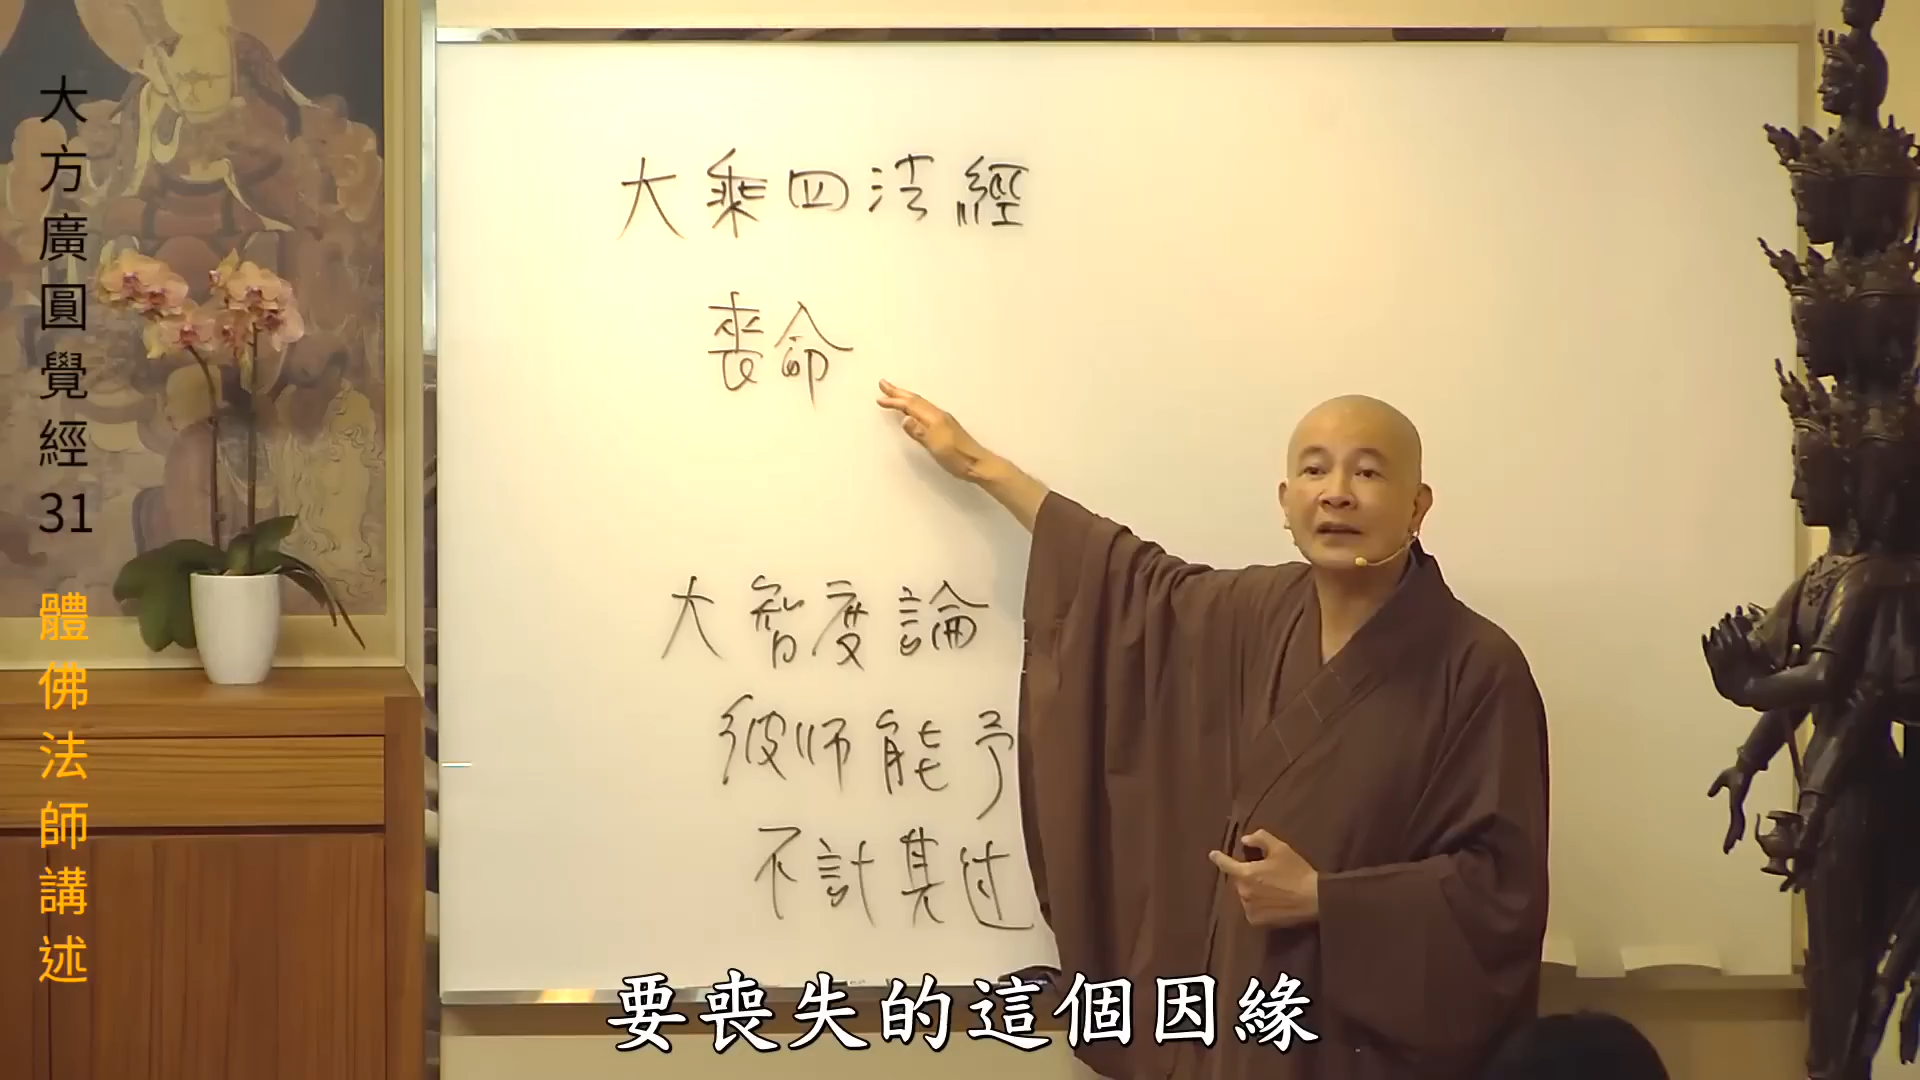 大方廣圓覺經31
體佛法師講述
大乘四法經
喪命
大智度論
彼师能予
不計其过
要喪失的這個因緣